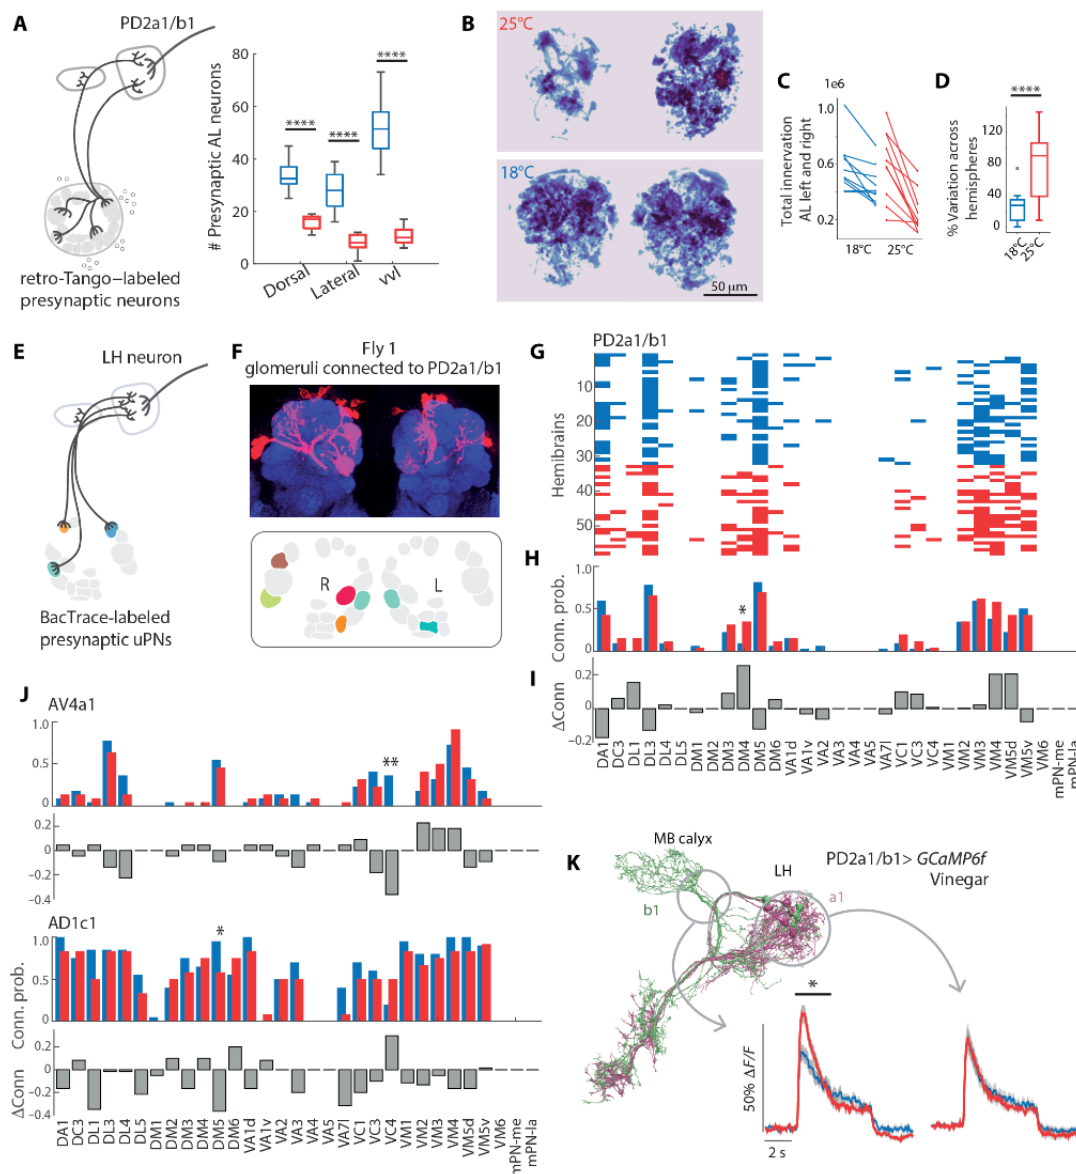 A
PD2a1/b1
retro-Tango–labeled
presynaptic neurons
# Presynaptic AL neurons
80
60
40
20
0
****
****
****
Dorsal
Lateral
vvl
B
25°C
18°C
50 μm
C
Total innervation
AL left and right
1e6
1.0
0.6
0.2
18°C
25°C
D
% Variation across
hemispheres
****
120
80
40
0
18°C
25°C
E
LH neuron
BacTrace-labeled
presynaptic uPNs
F
Fly 1
glomeruli connected to PD2a1/b1
R
L
G
PD2a1/b1
Hemibrains
10
20
30
40
50
H
Conn. prob.
1.0
0.5
0
*
I
ΔConn
0.2
0
−0.2
DA1
DC3
DL1
DL3
DL4
DL5
DM1
DM2
DM3
DM4
DM5
DM6
VA1d
VA1v
VA2
VA3
VA4
VA5
VA7l
VC1
VC3
VC4
VM1
VM2
VM3
VM4
VM5d
VM5v
VM6
mPN-me
mPN-la
J
AV4a1
1.0
0.5
0
**
0.2
0
−0.4
AD1c1
Conn. prob.
1.0
0.5
0
*
ΔConn
0.2
0
−0.2
−0.4
DA1
DC3
DL1
DL3
DL4
DL5
DM1
DM2
DM3
DM4
DM5
DM6
VA1d
VA1v
VA2
VA3
VA4
VA5
VA7l
VC1
VC3
VC4
VM1
VM2
VM3
VM4
VM5d
VM5v
VM6
mPN-me
mPN-la
K
MB calyx
LH
b1
a1
PD2a1/b1> GCaMP6f
Vinegar
*
50% ΔF/F
2 s